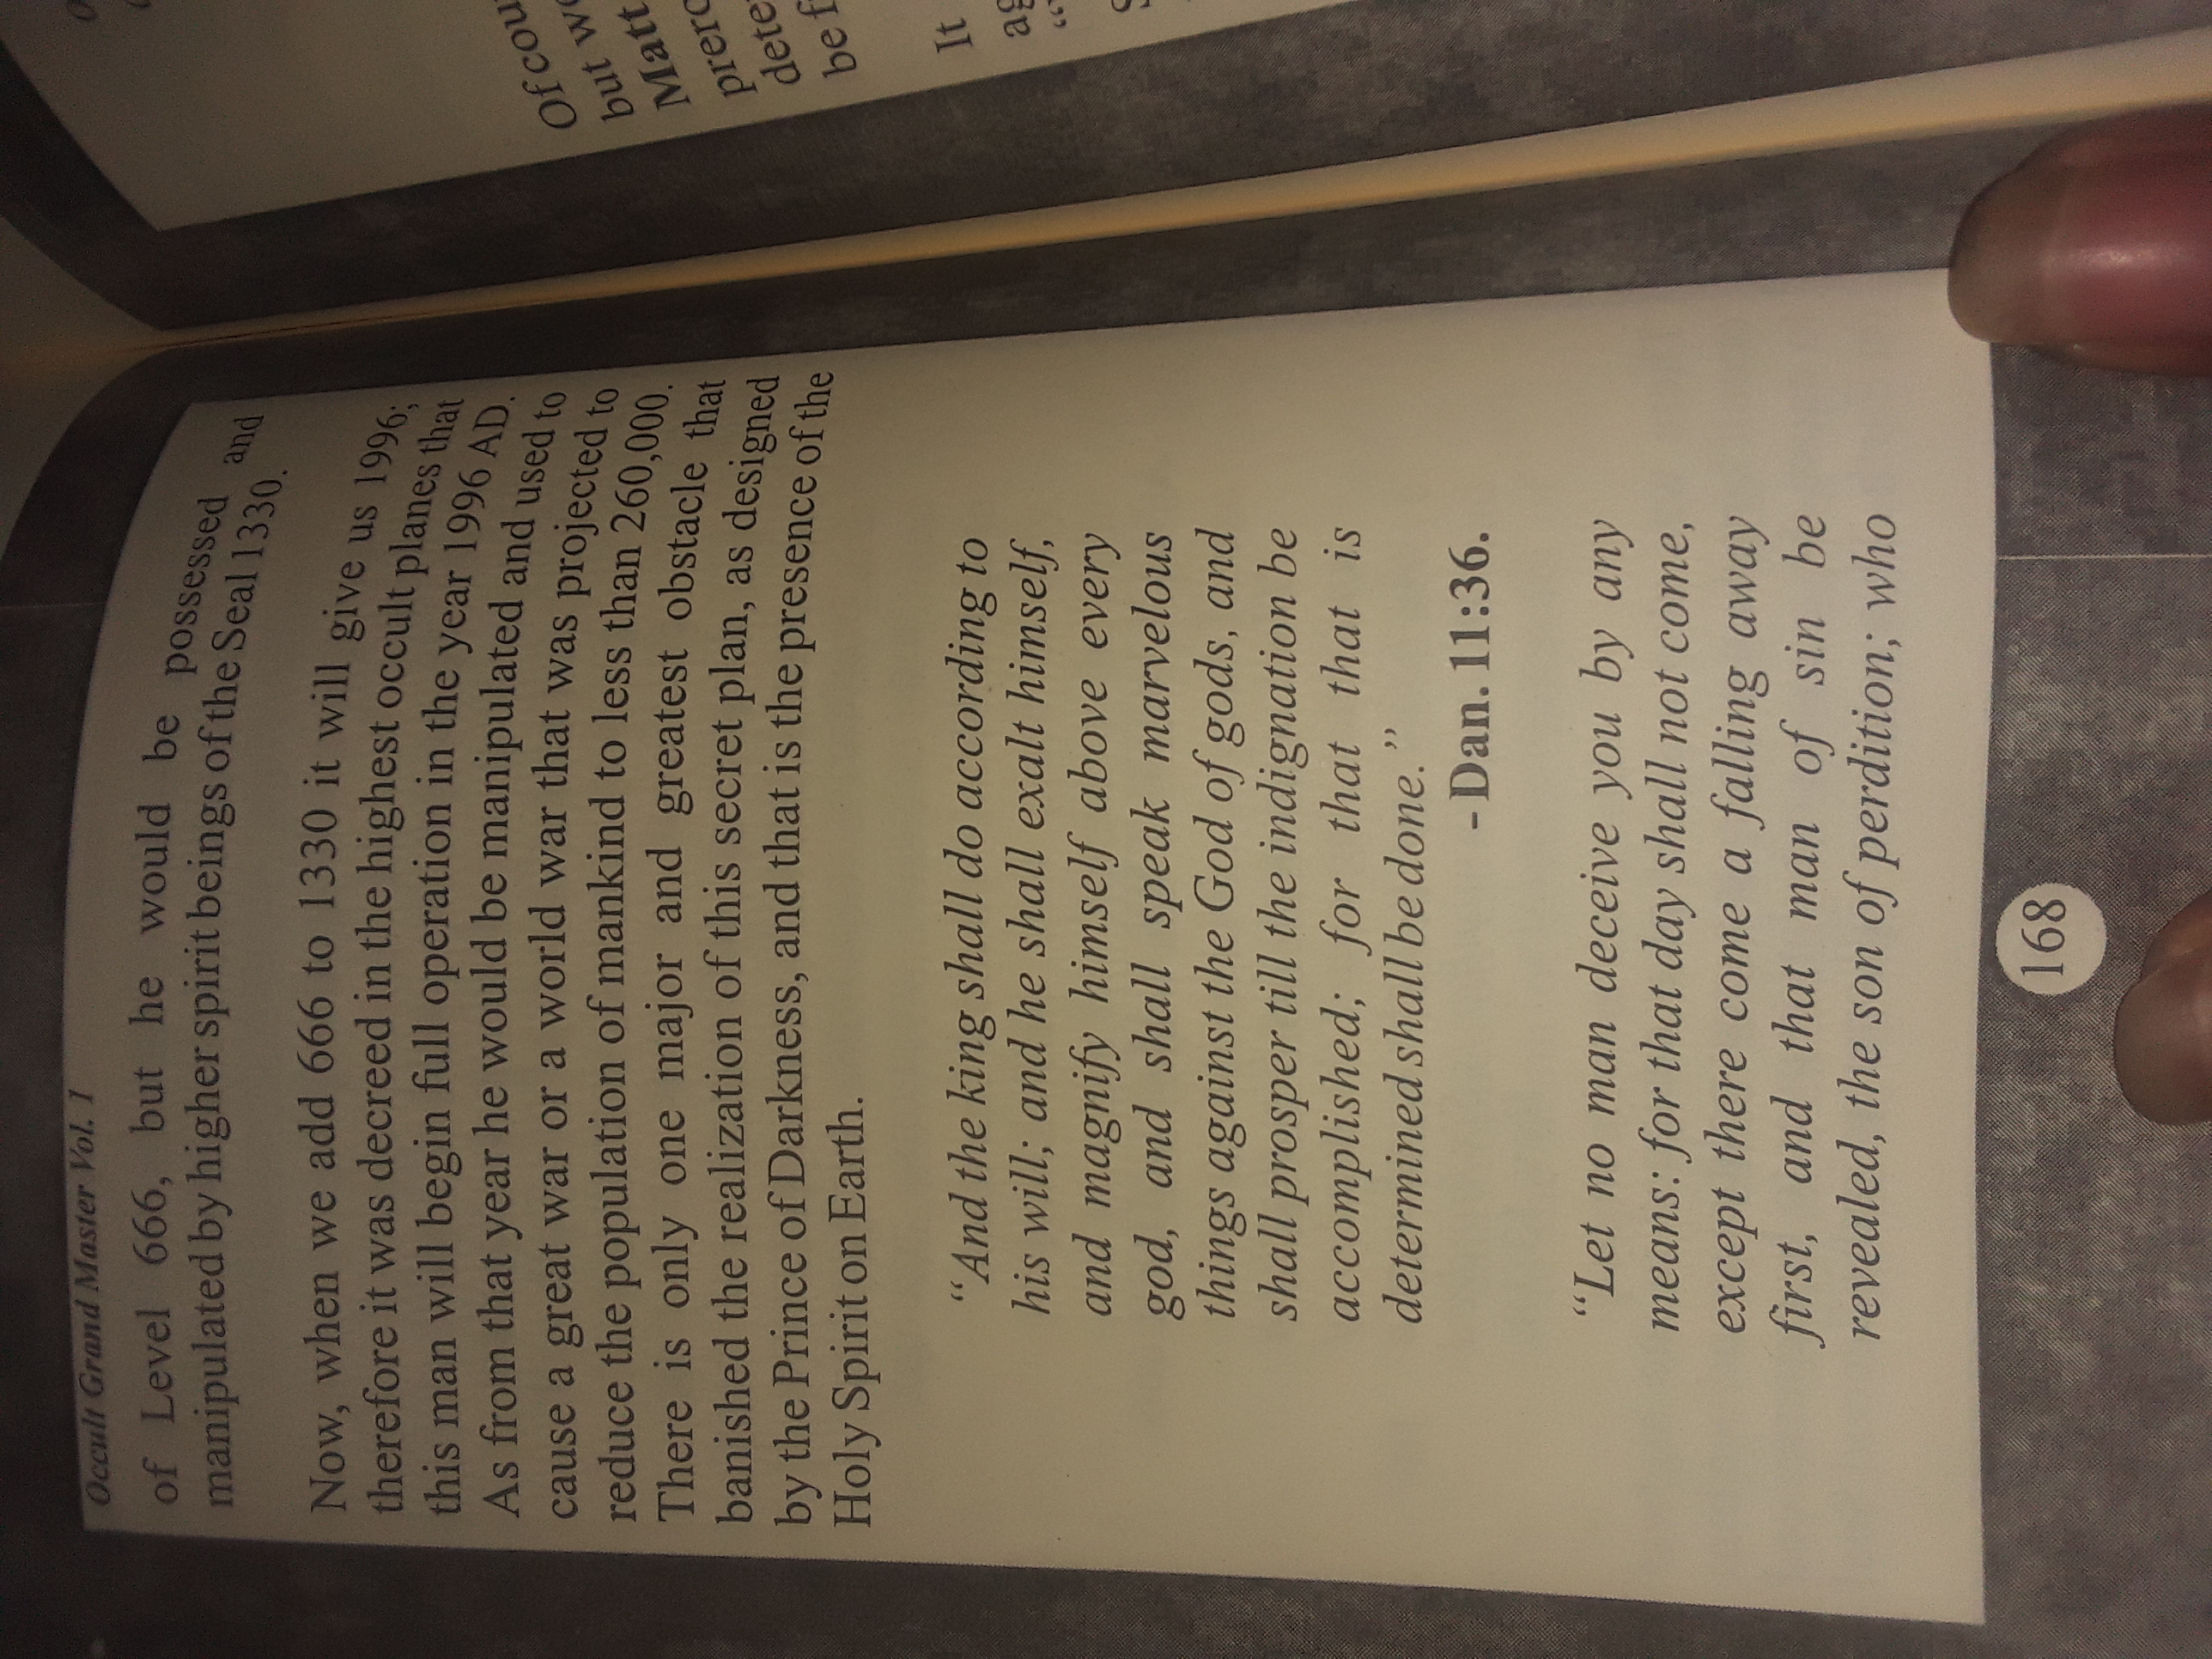 Occult Grand Master Vol. 1
of Level 666, but he would be possessed and
manipulated by higher spirit beings of the Seal 1330.
Now, when we add 666 to 1330 it will give us 1996;
therefore it was decreed in the highest occult planes that
this man will begin full operation in the year 1996 AD.
As from that year he would be manipulated and used to
cause a great war or a world war that was projected to
reduce the population of mankind to less than 260,000.
There is only one major and greatest obstacle that
banished the realization of this secret plan, as designed
by the Prince of Darkness, and that is the presence of the
Holy Spirit on Earth.
“And the king shall do according to
his will; and he shall exalt himself,
and magnify himself above every
god, and shall speak marvelous
things against the God of gods, and
shall prosper till the indignation be
accomplished; for that that is
determined shall be done.”
- Dan. 11:36.
“Let no man deceive you by any
means: for that day shall not come,
except there come a falling away
first, and that man of sin be
revealed, the son of perdition; who
168
Of
but
Matt
be
It